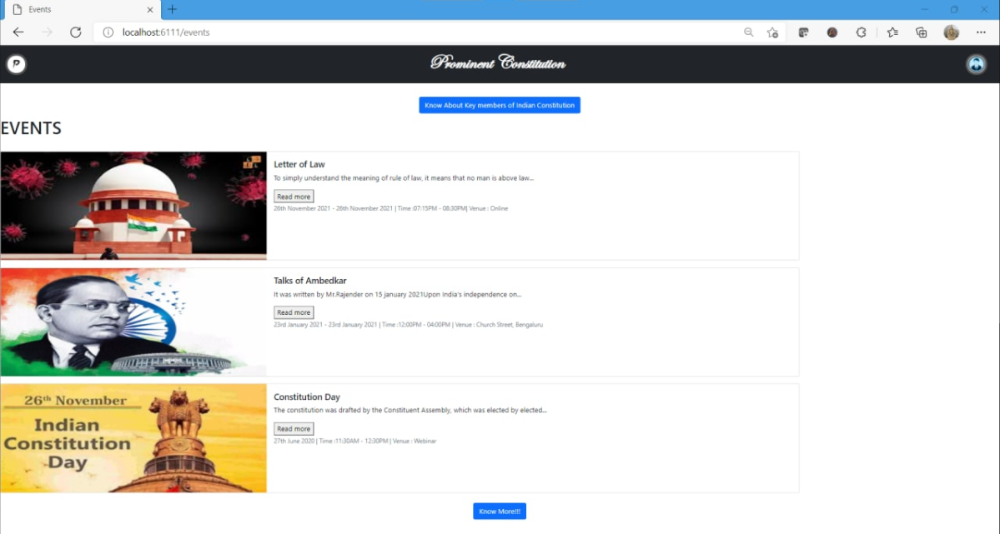 Events
localhost:6111/events
P
Prominent Constitution
Know About Key members of Indian Constitution
EVENTS
Letter of Law
To simply understand the meaning of rule of law, it means that no man is above law...
Read more
26th November 2021 - 26th November 2021 | Time :07:15PM - 08:30PM| Venue : Online
Talks of Ambedkar
It was written by Mr.Rajender on 15 january 2021Upon India's independence on...
Read more
23rd January 2021 - 23rd January 2021 | Time :12:00PM - 04:00PM | Venue : Church Street, Bengaluru
26th November
Indian
Constitution
Day
Constitution Day
The constitution was drafted by the Constituent Assembly, which was elected by elected...
Read more
27th June 2020 | Time :11:30AM - 12:30PM | Venue : Webinar
Know More!!!